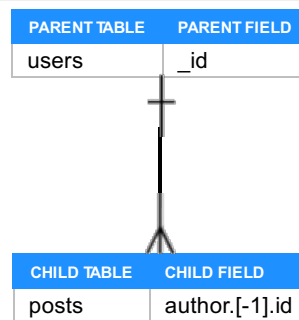 PARENT TABLE PARENT FIELD
users _id
CHILD TABLE CHILD FIELD
posts author.[-1].id